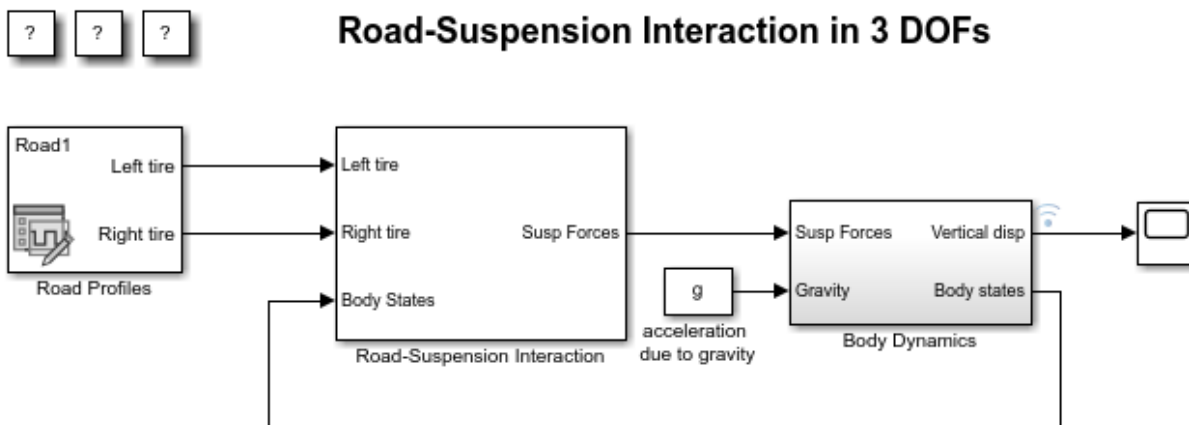 ? ? ?
Road-Suspension Interaction in 3 DOFs
Road1
Left tire
Right tire
Road Profiles
Left tire
Right tire
Susp Forces
Body States
Road-Suspension Interaction
g
acceleration
due to gravity
Susp Forces
Vertical disp
Gravity
Body states
Body Dynamics